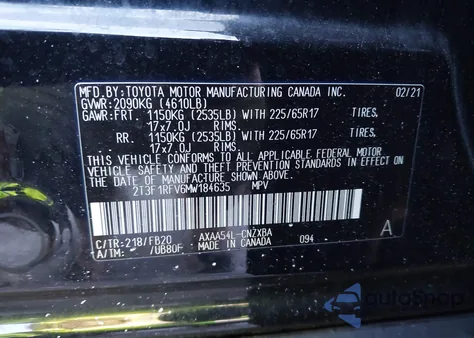 MFD.BY:TOYOTA MOTOR MANUFACTURING CANADA INC. 02/21
GVWR:2090KG (4610LB)
GAWR:FRT. 1150KG (2535LB) WITH 225/65R17 TIRES,
17x7.0J RIMS,
RR. 1150KG (2535LB) WITH 225/65R17 TIRES,
17x7.0J RIMS,
THIS VEHICLE CONFORMS TO ALL APPLICABLE FEDERAL MOTOR
VEHICLE SAFETY AND THEFT PREVENTION STANDARDS IN EFFECT ON
THE DATE OF MANUFACTURE SHOWN ABOVE.
2T3F1RFV6MW184635 MPV
C/TR:218/FB20 AXAA54L-CNZXBA A
A/TM: /UB80F MADE IN CANADA 094
autoSnap